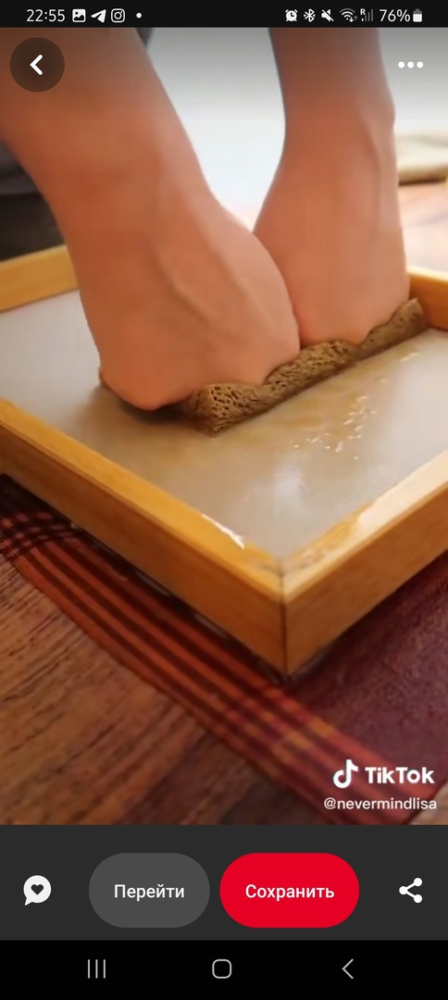 22:55
76%
TikTok
@nevermindlisa
Перейти
Сохранить